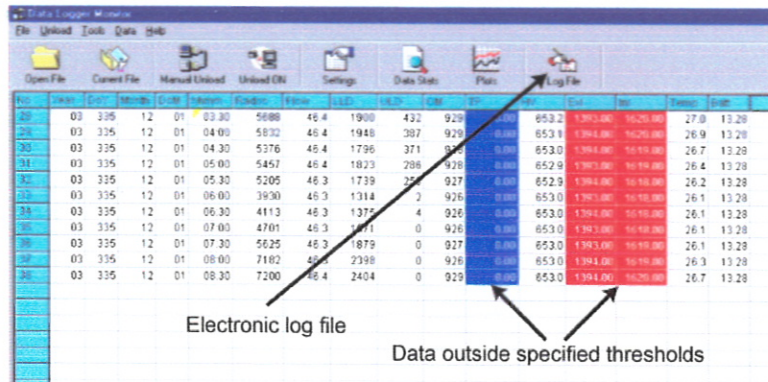 Data Logger Monitor
File Unload Tools Data Help
Open File Current File Manual Unload Unload ON Settings Data Stats Plots Log File
No Year DoY Month DoM Flow LLD ULD Temp Batt
03 335 12 01 03:30 5688 46.4 1900 432 929 0.00 653.2 1393.00 1620.00 27.0 13.28
03 335 12 01 04:00 5832 46.4 1948 387 929 0.00 653.1 1394.00 1620.00 26.9 13.28
30 03 335 12 01 04:30 5376 46.4 1796 371 0.00 653.0 1393.00 1619.00 26.7 13.28
31 03 335 12 01 05:00 5457 46.4 1823 286 928 0.00 652.9 1393.00 1619.00 26.4 13.28
03 335 12 01 05:30 5205 46.3 1739 927 0.00 652.9 1394.00 1618.00 26.2 13.28
03 335 12 01 06:00 3930 46.3 1314 926 0.00 653.0 1619.00 26.1 13.28
34 03 335 12 01 06:30 4113 46.3 1375 4 926 0.00 653.0 1619.00 26.1 13.28
03 335 12 01 07:00 4701 46.3 0 926 0.00 653.0 1393.00 1619.00 26.1 13.28
03 335 12 01 07:30 5625 46.3 1879 0 927 0.00 653.0 1393.00 1619.00 26.1 13.28
03 335 12 01 08:00 7182 2398 0 926 0.00 653.0 1394.00 1619.00 26.3 13.28
03 335 12 01 08:30 7200 46.4 2404 0 929 0.00 653.0 1394.00 1620.00 26.7 13.28
Electronic log file
Data outside specified thresholds